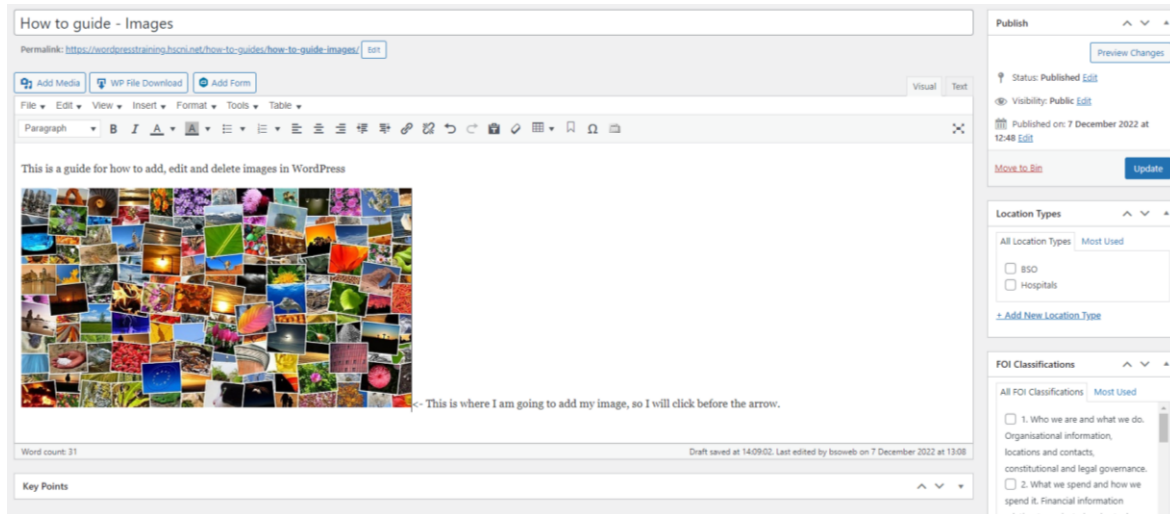 How to guide - Images
Permalink: https://wordpresstraining.hscni.net/how-to-guides/how-to-guide-images/ Edit
Add Media WP File Download Add Form
Visual Text
File Edit View Insert Format Tools Table
Paragraph B I A A
This is a guide for how to add, edit and delete images in WordPress
<- This is where I am going to add my image, so I will click before the arrow.
Word count: 31
Draft saved at 14:09:02. Last edited by bsoweb on 7 December 2022 at 13:08
Key Points
Publish
Preview Changes
Status: Published Edit
Visibility: Public Edit
Published on: 7 December 2022 at
12:48 Edit
Move to Bin
Update
Location Types
All Location Types Most Used
BSO
Hospitals
+ Add New Location Type
FOI Classifications
All FOI Classifications Most Used
1. Who we are and what we do.
Organisational information,
locations and contacts,
constitutional and legal governance.
2. What we spend and how we
spend it. Financial information